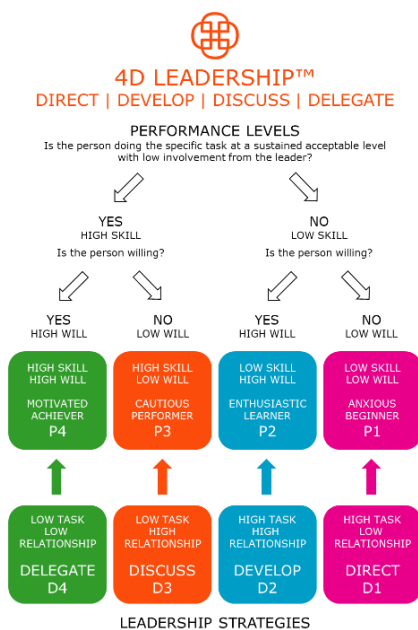 4D LEADERSHIP™
DIRECT | DEVELOP | DISCUSS | DELEGATE
PERFORMANCE LEVELS
Is the person doing the specific task at a sustained acceptable level
with low involvement from the leader?
YES
HIGH SKILL
Is the person willing?
NO
LOW SKILL
Is the person willing?
YES
HIGH WILL
NO
LOW WILL
YES
HIGH WILL
NO
LOW WILL
HIGH SKILL
HIGH WILL
MOTIVATED
ACHIEVER
P4
HIGH SKILL
LOW WILL
CAUTIOUS
PERFORMER
P3
LOW SKILL
HIGH WILL
ENTHUSIASTIC
LEARNER
P2
LOW SKILL
LOW WILL
ANXIOUS
BEGINNER
P1
LOW TASK
LOW
RELATIONSHIP
DELEGATE
D4
LOW TASK
HIGH
RELATIONSHIP
DISCUSS
D3
HIGH TASK
HIGH
RELATIONSHIP
DEVELOP
D2
HIGH TASK
LOW
RELATIONSHIP
DIRECT
D1
LEADERSHIP STRATEGIES